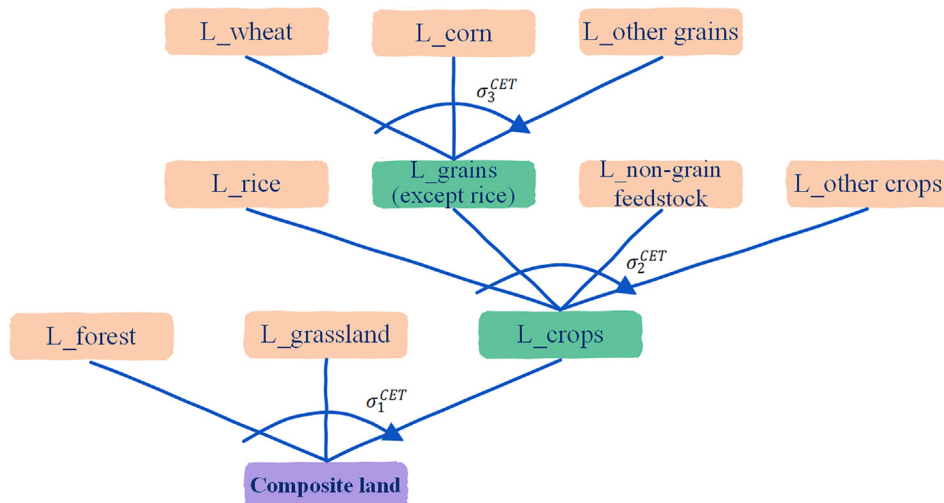 L_wheat
L_corn
L_other grains
σ₃^CET
L_rice
L_grains
(except rice)
L_non-grain
feedstock
L_other crops
σ₂^CET
L_forest
L_grassland
L_crops
σ₁^CET
Composite land